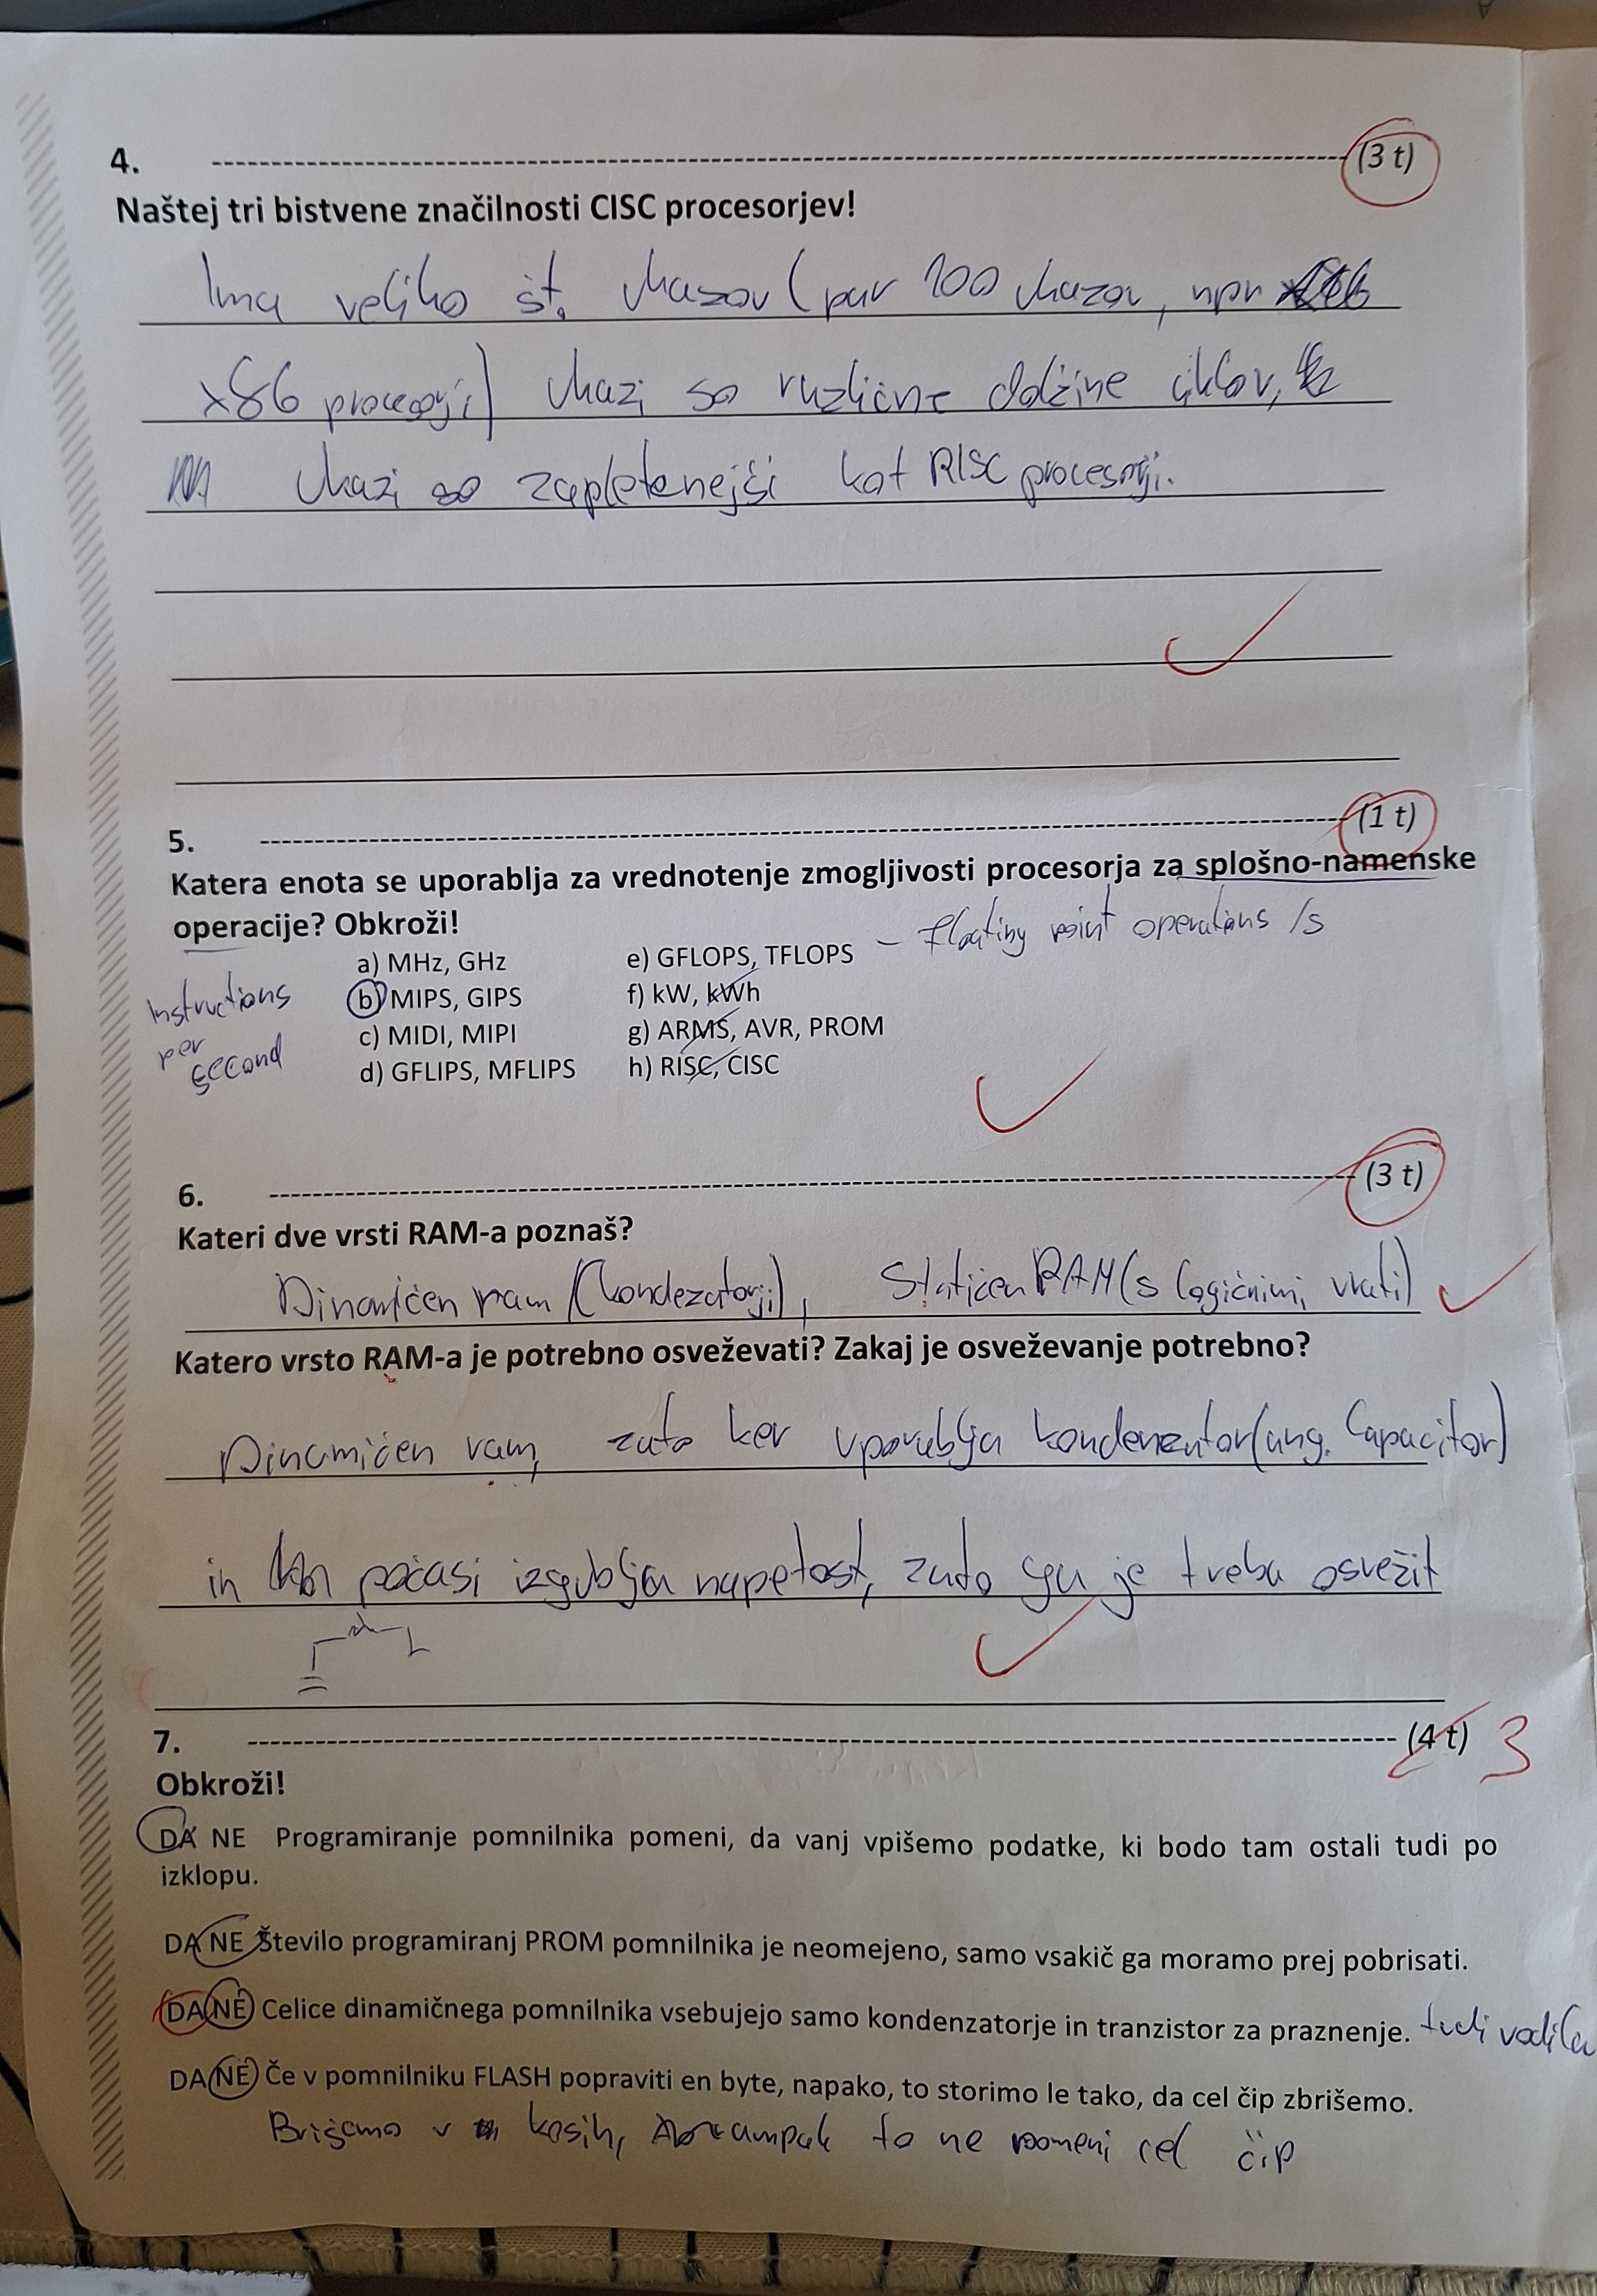 4. (3 t)
Naštej tri bistvene značilnosti CISC procesorjev!
Ima veliko št. ukazov (par 100 ukazov, npr
x86 procesorji) Ukazi so različne dolžine ciklov,
Ukazi so zapletenejši kot RISC procesorji.
5. (1 t)
Katera enota se uporablja za vrednotenje zmogljivosti procesorja za splošno-namenske
operacije? Obkroži!
– floating point operations /s
a) MHz, GHz e) GFLOPS, TFLOPS
Instructions
b) MIPS, GIPS f) kW, kWh
per
c) MIDI, MIPI g) ARMS, AVR, PROM
second
d) GFLIPS, MFLIPS h) RISC, CISC
6. (3 t)
Kateri dve vrsti RAM-a poznaš?
Dinamičen ram (kondezatorji), Statičen RAM (s logičnimi vrati)
Katero vrsto RAM-a je potrebno osveževati? Zakaj je osveževanje potrebno?
Dinamičen ram, zato ker uporablja kondenzator (ang. Capacitor)
in počasi izgublja napetost, zato ga je treba osvežit
7. (4 t) 3
Obkroži!
DA NE Programiranje pomnilnika pomeni, da vanj vpišemo podatke, ki bodo tam ostali tudi po
izklopu.
DA NE Število programiranj PROM pomnilnika je neomejeno, samo vsakič ga moramo prej pobrisati.
DA NE Celice dinamičnega pomnilnika vsebujejo samo kondenzatorje in tranzistor za praznenje. tudi vodila
DA NE Če v pomnilniku FLASH popraviti en byte, napako, to storimo le tako, da cel čip zbrišemo.
Brišemo v kosih, ampak to ne pomeni cel čip